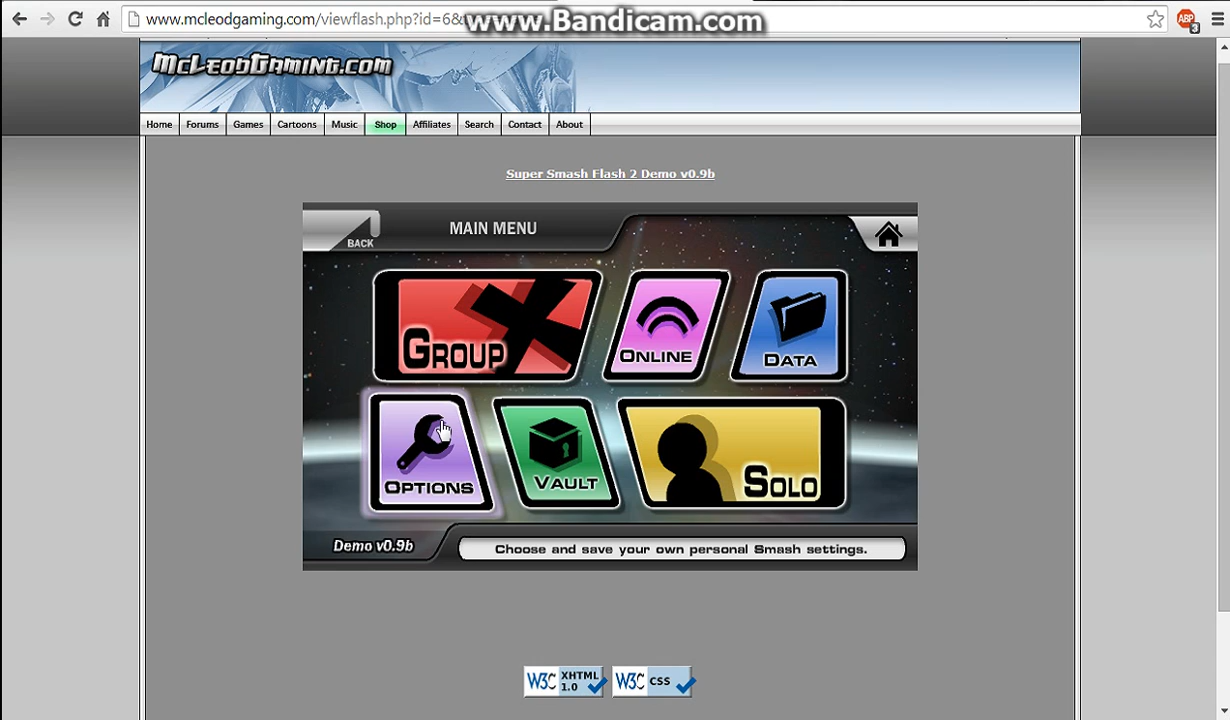 www.mcleodgaming.com/viewflash.php?id=6&
www.Bandicam.com
ABP
3
McLeodGaming.com
Home Forums Games Cartoons Music Shop Affiliates Search Contact About
Super Smash Flash 2 Demo v0.9b
BACK
MAIN MENU
GROUP
ONLINE
DATA
OPTIONS
VAULT
SOLO
Demo v0.9b
Choose and save your own personal Smash settings.
W3C XHTML 1.0
W3C css